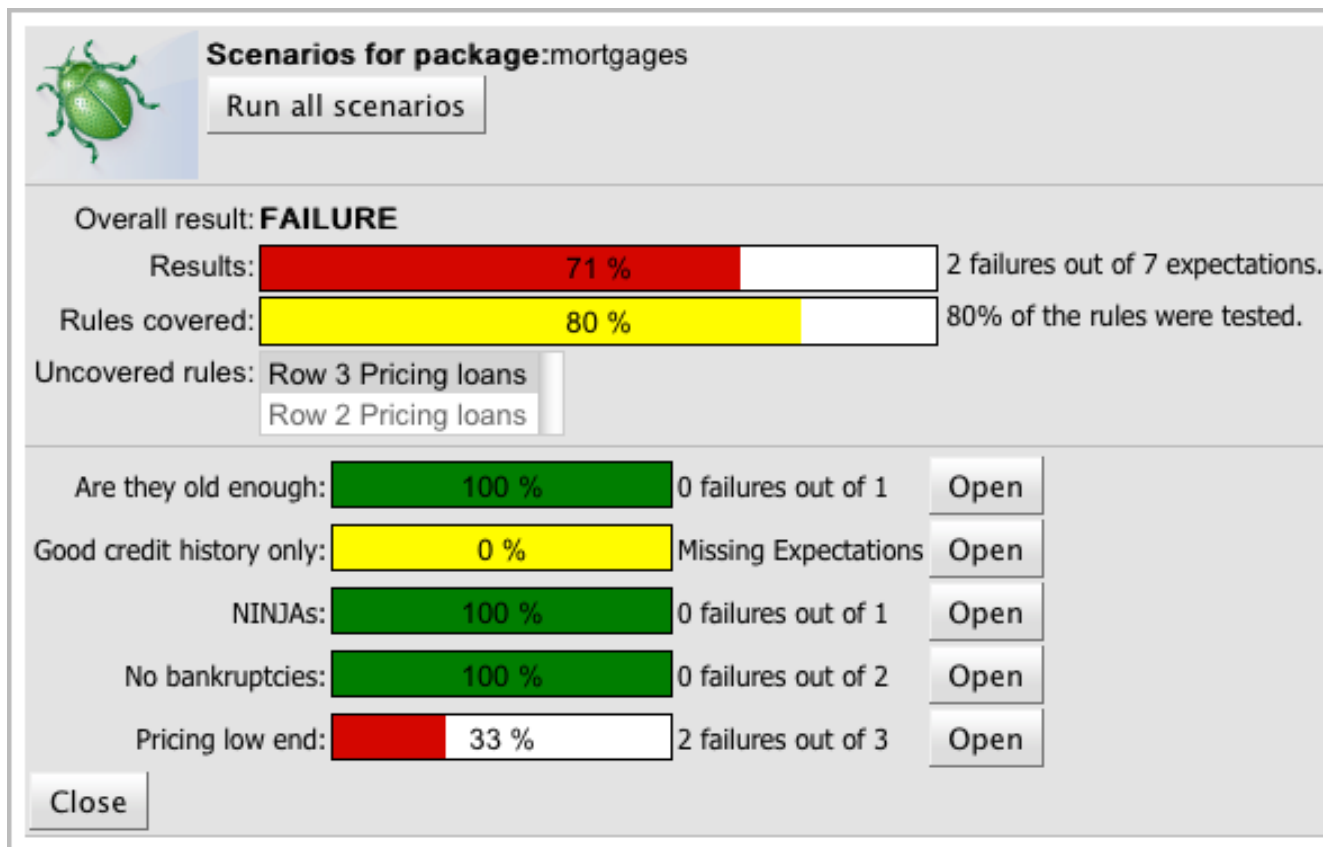 Scenarios for package:mortgages
Run all scenarios
Overall result: FAILURE
Results: 71 % 2 failures out of 7 expectations.
Rules covered: 80 % 80% of the rules were tested.
Uncovered rules: Row 3 Pricing loans
Row 2 Pricing loans
Are they old enough: 100 % 0 failures out of 1 Open
Good credit history only: 0 % Missing Expectations Open
NINJAs: 100 % 0 failures out of 1 Open
No bankruptcies: 100 % 0 failures out of 2 Open
Pricing low end: 33 % 2 failures out of 3 Open
Close